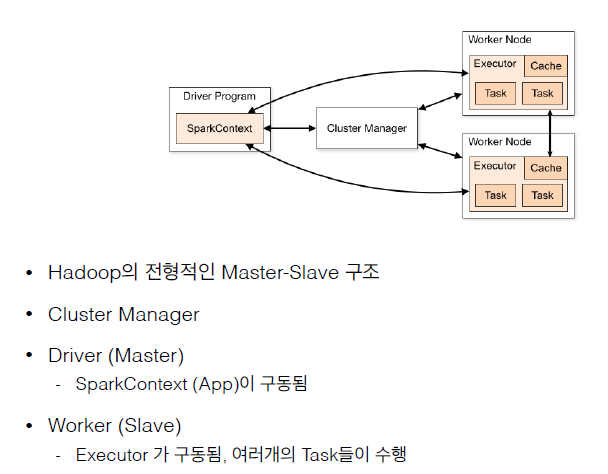 Driver Program
SparkContext
Cluster Manager
Worker Node
Executor
Cache
Task
Task
Worker Node
Executor
Cache
Task
Task
• Hadoop의 전형적인 Master-Slave 구조
• Cluster Manager
• Driver (Master)
- SparkContext (App)이 구동됨
• Worker (Slave)
- Executor 가 구동됨, 여러개의 Task들이 수행